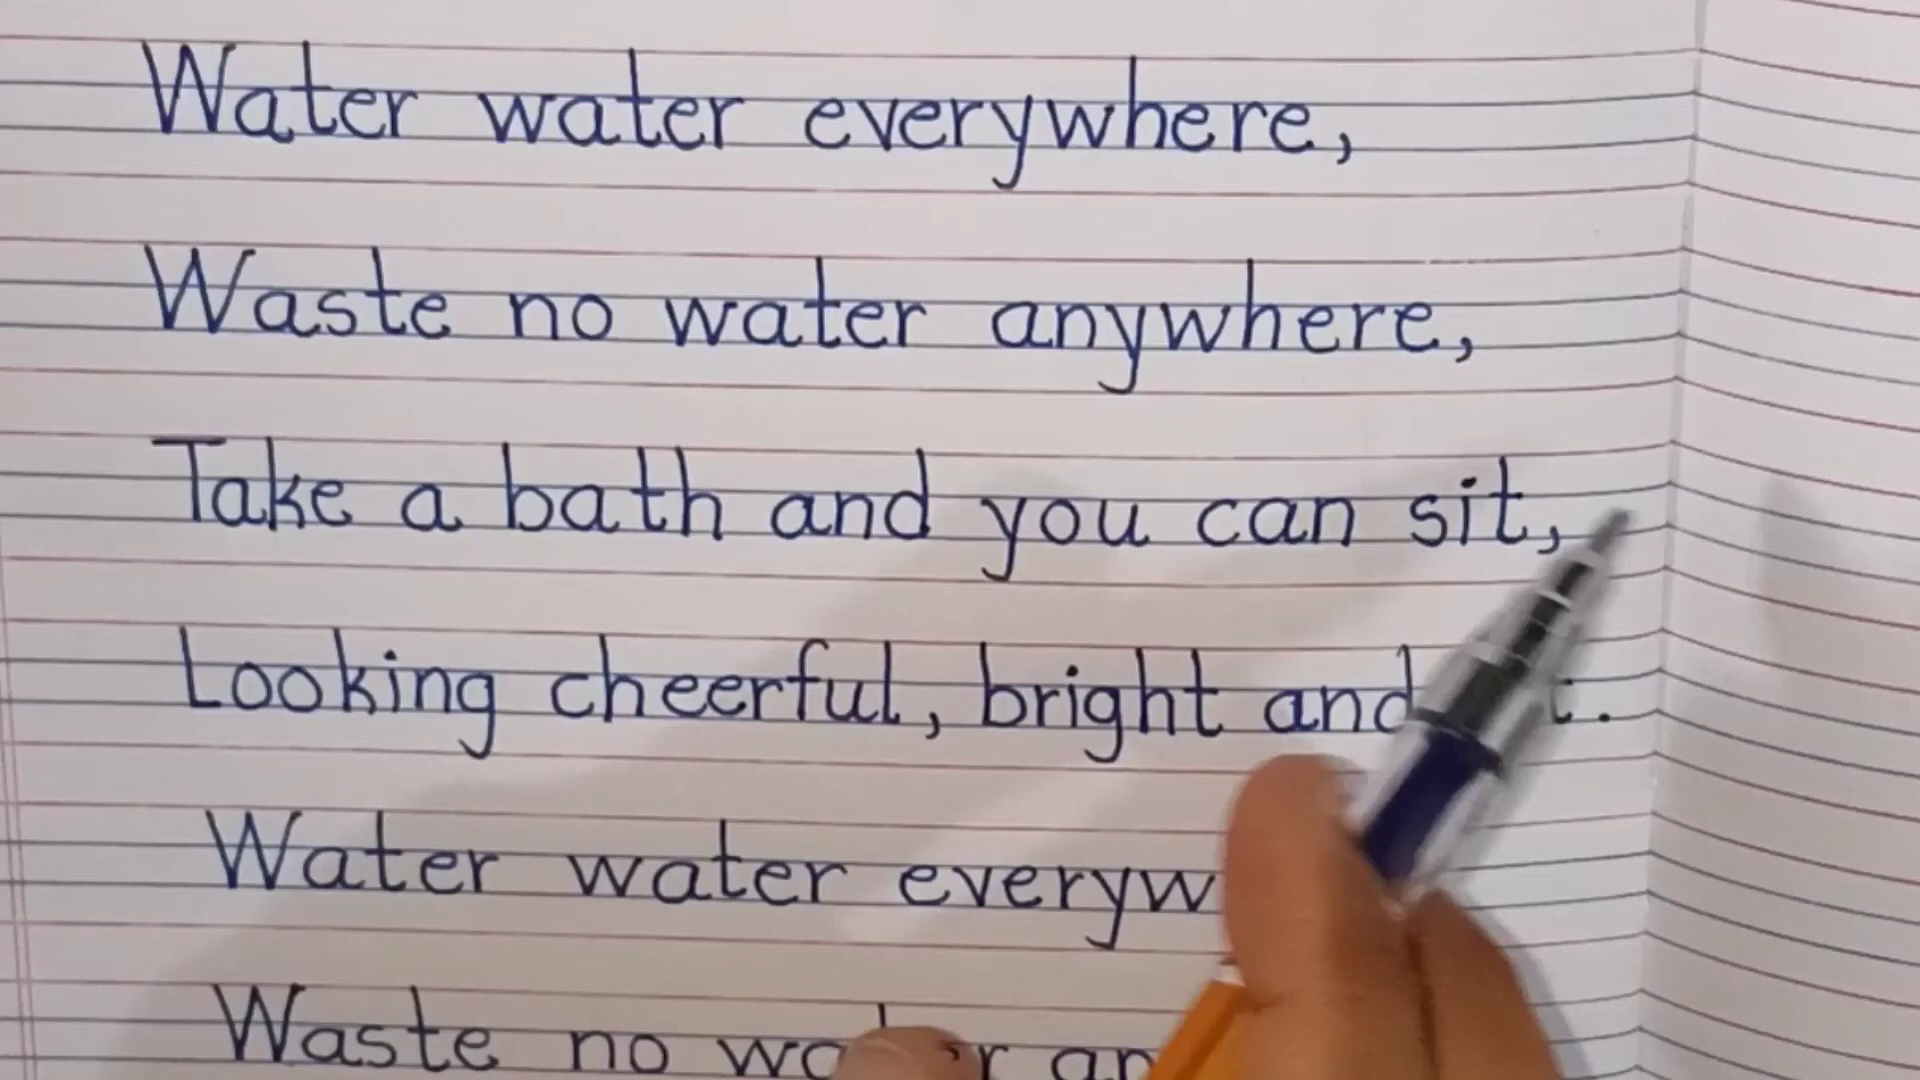 Water water everywhere,
Waste no water anywhere,
Take a bath and you can sit,
Looking cheerful, bright and
Water water
Waste no